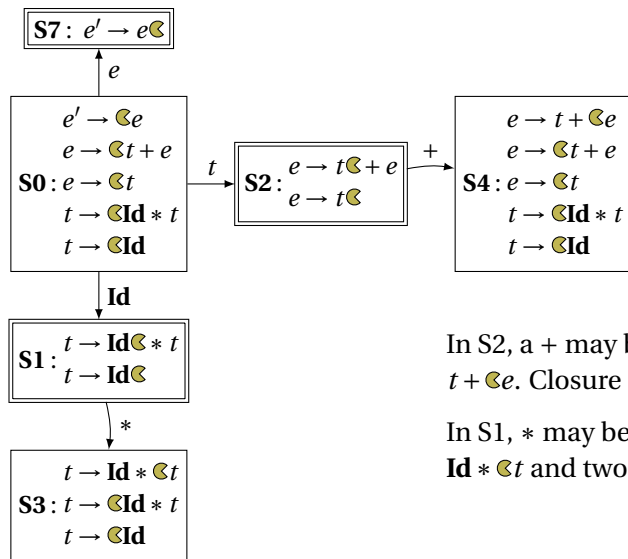 S7 : e′ → e
e
e′ → e
e → t + e
S0 : e → t
t → Id ∗ t
t → Id
t
S2 : e → t + e
e → t
+
e → t + e
e → t + e
S4 : e → t
t → Id ∗ t
t → Id
Id
S1 : t → Id ∗ t
t → Id
∗
S3 : t → Id ∗ t
t → Id ∗ t
t → Id
In S2, a + may b
t + e. Closure
In S1, ∗ may be
Id ∗ t and two